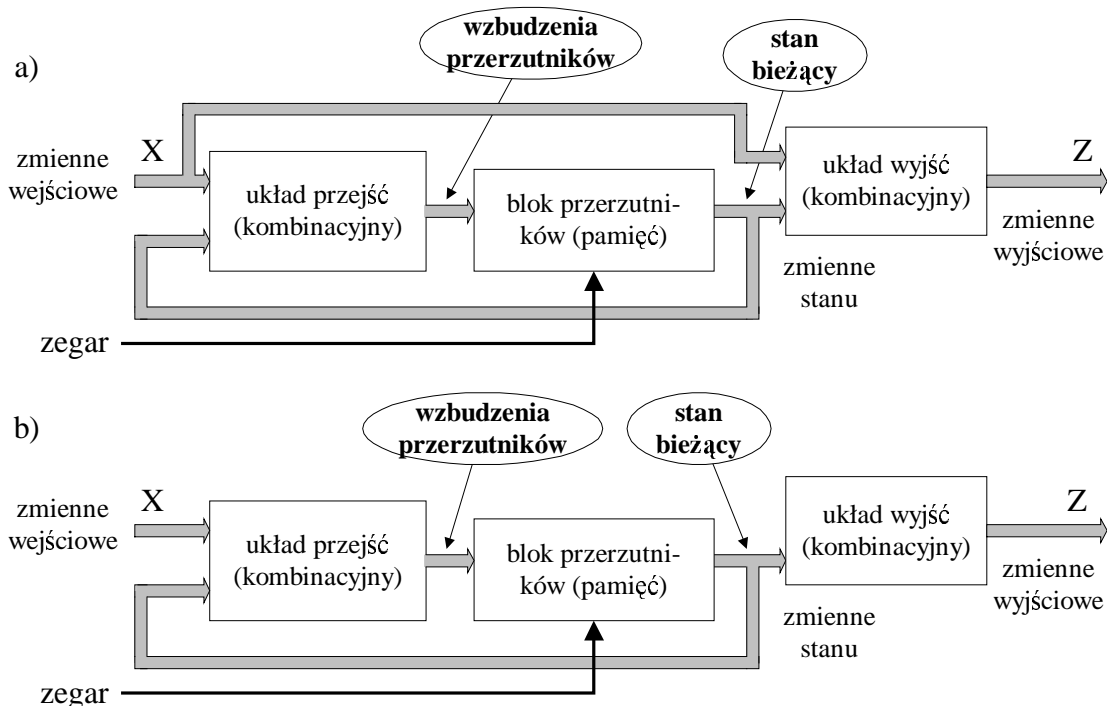 a)
wzbudzenia
przerzutników
stan
bieżący
zmienne
wejściowe
X
układ przejść
(kombinacyjny)
blok przerzutni-
ków (pamięć)
układ wyjść
(kombinacyjny)
Z
zmienne
wyjściowe
zmienne
stanu
zegar
b)
wzbudzenia
przerzutników
stan
bieżący
zmienne
wejściowe
X
układ przejść
(kombinacyjny)
blok przerzutni-
ków (pamięć)
układ wyjść
(kombinacyjny)
Z
zmienne
wyjściowe
zmienne
stanu
zegar